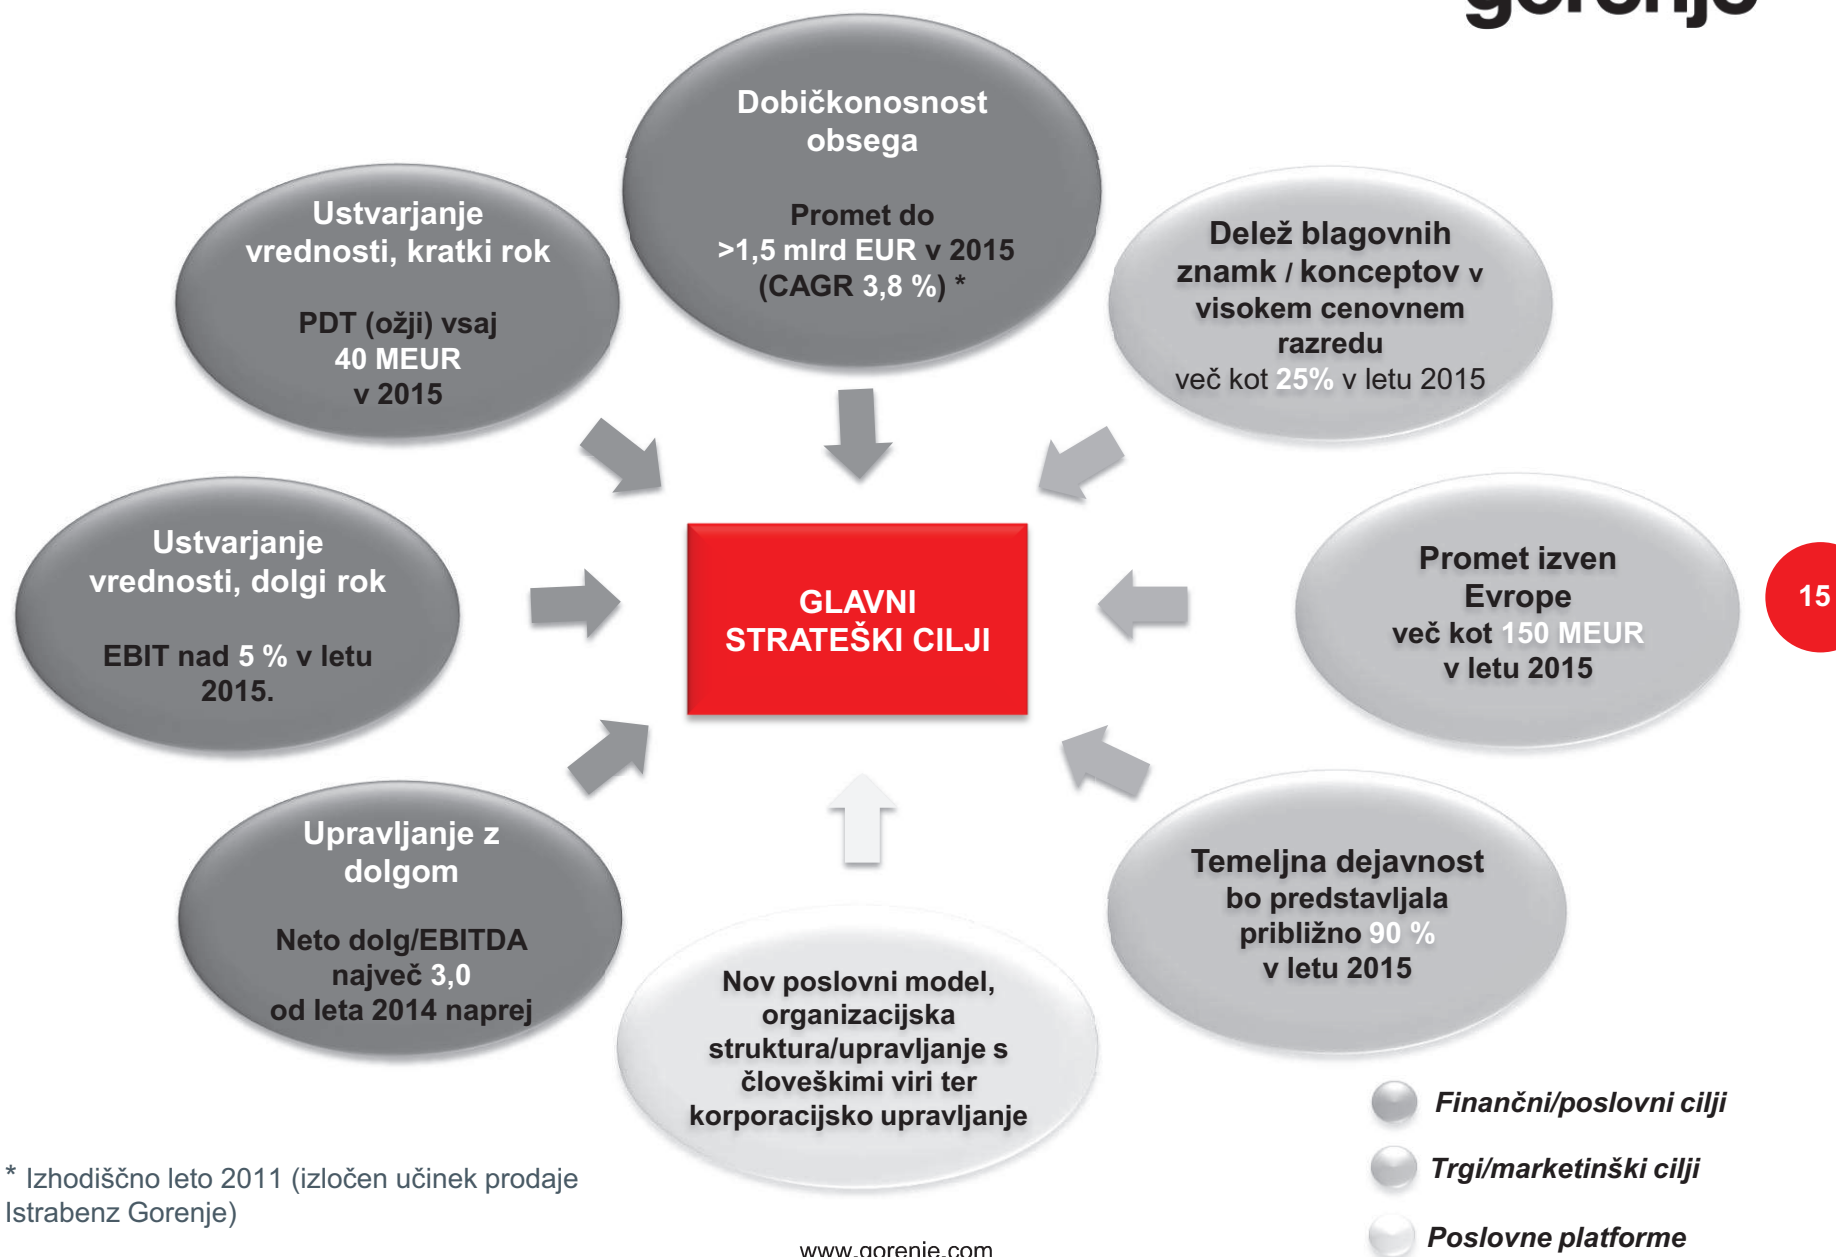 gorenje
Dobičkonosnost
obsega
Promet do
>1,5 mlrd EUR v 2015
(CAGR 3,8 %) *
Ustvarjanje
vrednosti, kratki rok
PDT (ožji) vsaj
40 MEUR
v 2015
Delež blagovnih
znamk / konceptov v
visokem cenovnem
razredu
več kot 25% v letu 2015
Ustvarjanje
vrednosti, dolgi rok
EBIT nad 5 % v letu
2015.
GLAVNI
STRATEŠKI CILJI
Promet izven
Evrope
več kot 150 MEUR
v letu 2015
15
Upravljanje z
dolgom
Neto dolg/EBITDA
največ 3,0
od leta 2014 naprej
Temeljna dejavnost
bo predstavljala
približno 90 %
v letu 2015
Nov poslovni model,
organizacijska
struktura/upravljanje s
človeškimi viri ter
korporacijsko upravljanje
Finančni/poslovni cilji
Trgi/marketinški cilji
Poslovne platforme
* Izhodiščno leto 2011 (izločen učinek prodaje
Istrabenz Gorenje)
www.gorenje.com